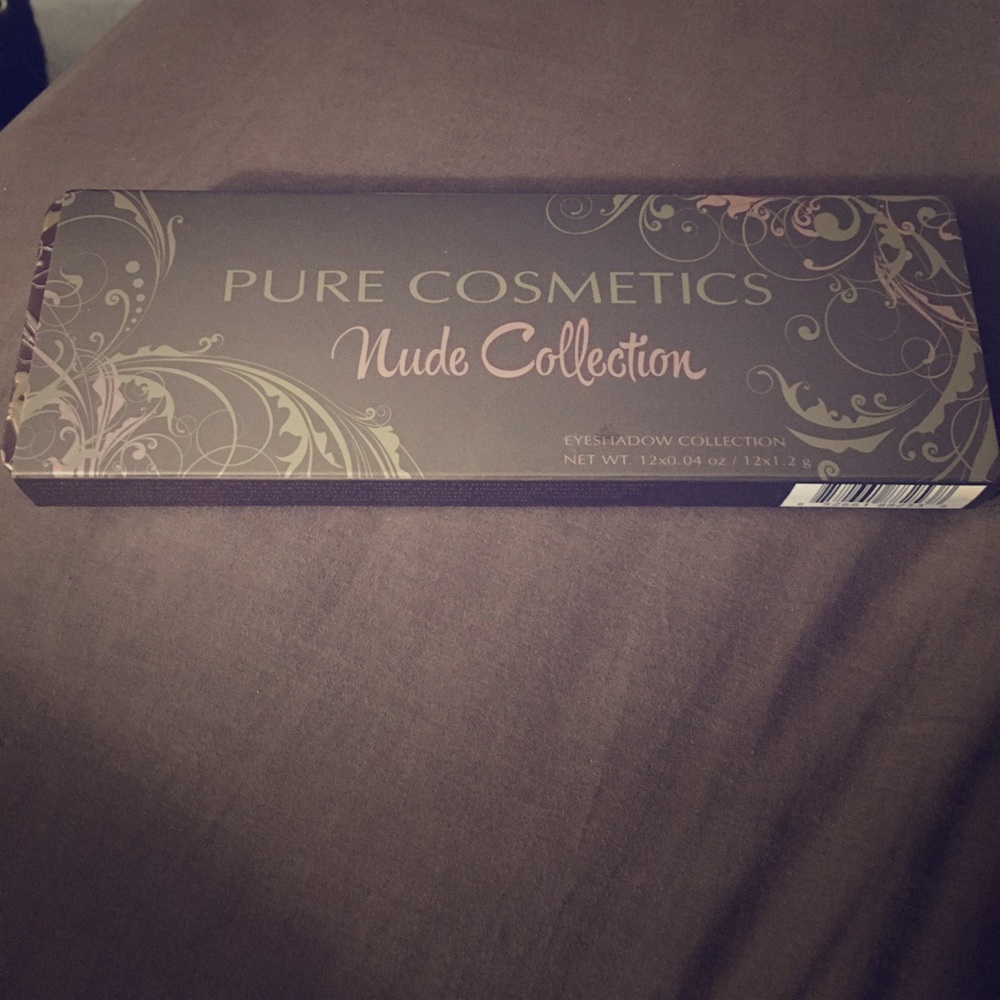 PURE COSMETICS
Nude Collection
EYESHADOW COLLECTION
NET WT. 12x0.04 oz / 12x1.2 g